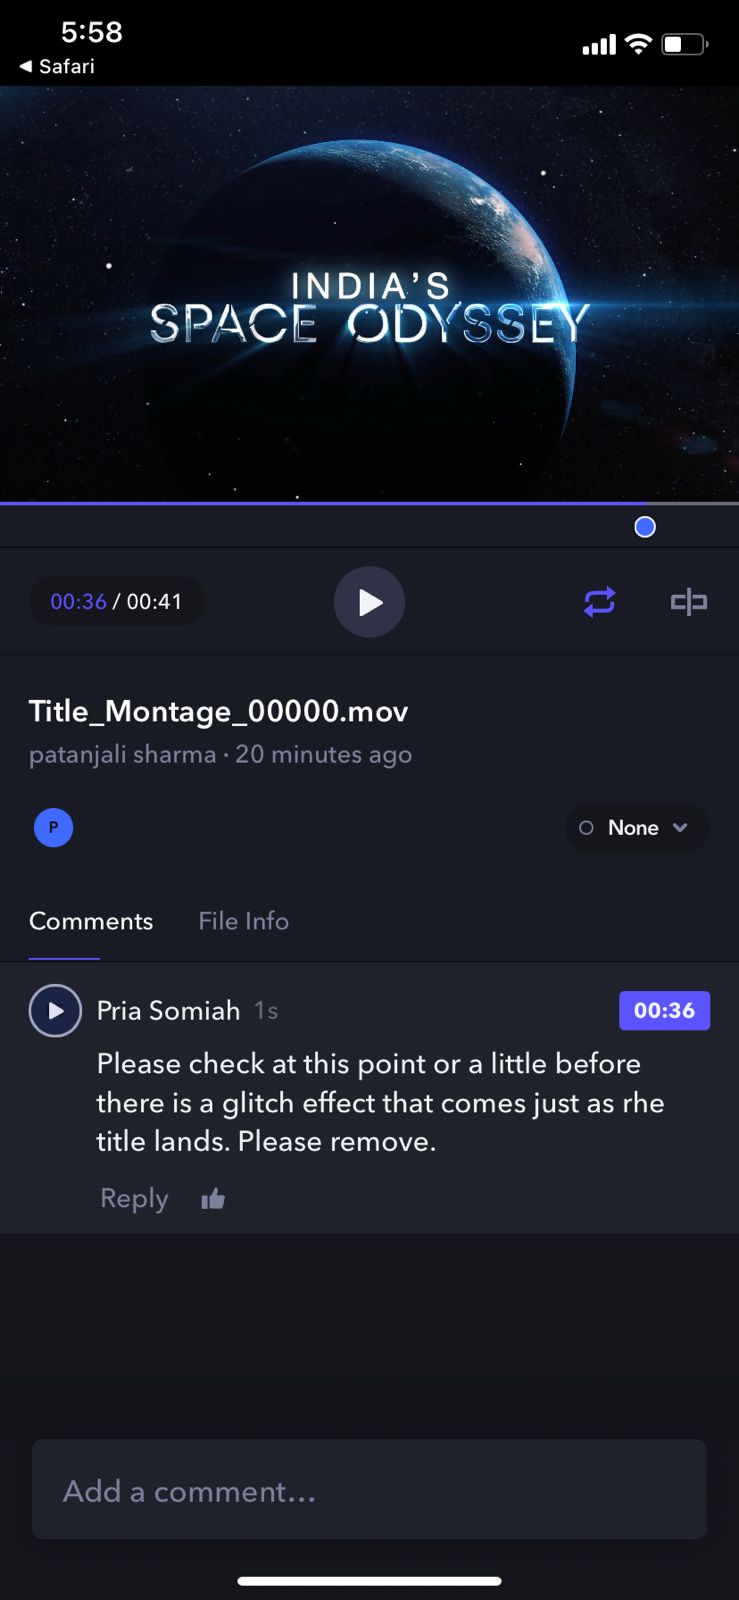 5:58
◀ Safari
INDIA'S
SPACE ODYSSEY
00:36 / 00:41
Title_Montage_00000.mov
patanjali sharma · 20 minutes ago
P
None
Comments File Info
Pria Somiah 1s 00:36
Please check at this point or a little before
there is a glitch effect that comes just as rhe
title lands. Please remove.
Reply
Add a comment...